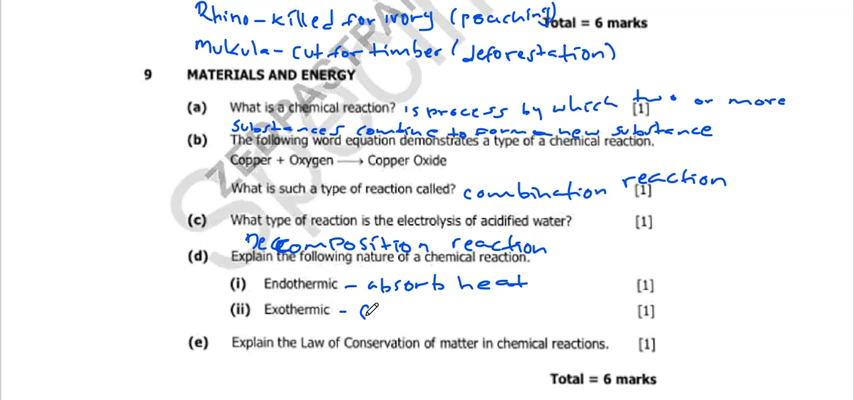 Rhino - killed for ivory (poaching)
Total = 6 marks
Mukula - cut for timber (deforestation)
9 MATERIALS AND ENERGY
(a) What is a chemical reaction? is process by which two or more [1]
substances combine to form a new substance
(b) The following word equation demonstrates a type of a chemical reaction.
Copper + Oxygen ⟶ Copper Oxide
What is such a type of reaction called? combination reaction [1]
(c) What type of reaction is the electrolysis of acidified water? [1]
Decomposition reaction
(d) Explain the following nature of a chemical reaction.
(i) Endothermic - absorb heat [1]
(ii) Exothermic - [1]
(e) Explain the Law of Conservation of matter in chemical reactions. [1]
Total = 6 marks